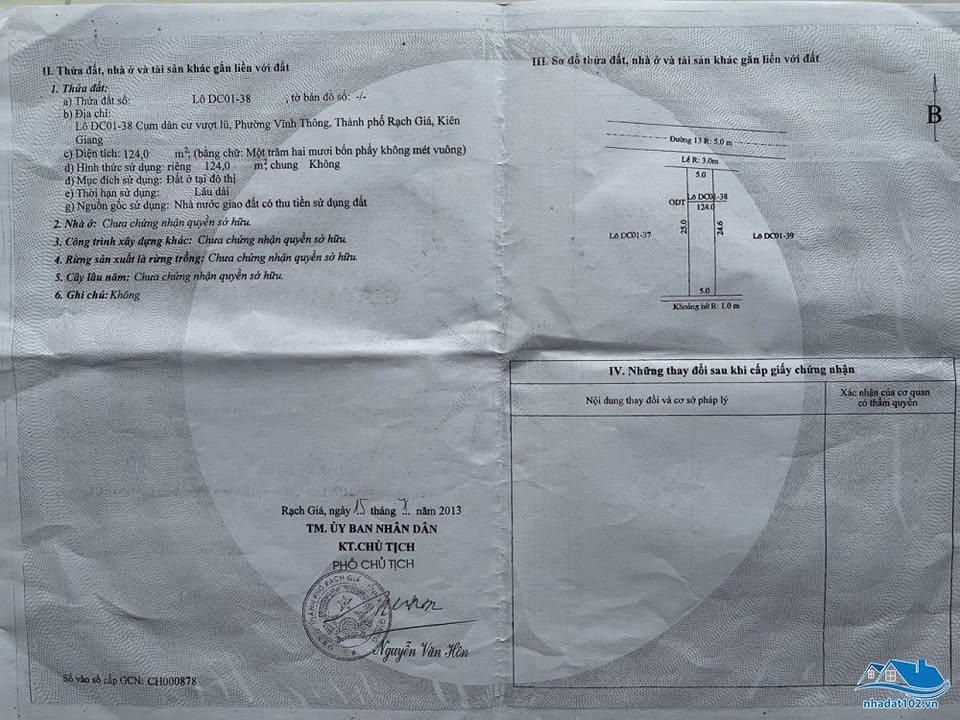 II. Thửa đất, nhà ở và tài sản khác gắn liền với đất
1. Thửa đất:
a) Thửa đất số: Lô DC01-38 , tờ bản đồ số: -/-
b) Địa chỉ:
Lô DC01-38 Cụm dân cư vượt lũ, Phường Vĩnh Thông, Thành phố Rạch Giá, Kiên
Giang
c) Diện tích: 124,0 m²; (bằng chữ: Một trăm hai mươi bốn phẩy không mét vuông)
d) Hình thức sử dụng: riêng 124,0 m², chung Không
đ) Mục đích sử dụng: Đất ở tại đô thị
e) Thời hạn sử dụng: Lâu dài
g) Nguồn gốc sử dụng: Nhà nước giao đất có thu tiền sử dụng đất
2. Nhà ở: Chưa chứng nhận quyền sở hữu.
3. Công trình xây dựng khác: Chưa chứng nhận quyền sở hữu.
4. Rừng sản xuất là rừng trồng: Chưa chứng nhận quyền sở hữu.
5. Cây lâu năm: Chưa chứng nhận quyền sở hữu.
6. Ghi chú: Không
Rạch Giá, ngày 15 tháng 7 năm 2013
TM. ỦY BAN NHÂN DÂN
KT.CHỦ TỊCH
PHÓ CHỦ TỊCH
Nguyễn Văn Hôn
Số vào sổ cấp GCN: CH000878
III. Sơ đồ thửa đất, nhà ở và tài sản khác gắn liền với đất
B
Đường 13 R: 5,0 m
Lề R: 3.0m
5.0
Lô DC01-38
ODT
124.0
25.0
24.6
Lô DC01-37
Lô DC01-39
5.0
Khoảng hở R: 1.0 m
IV. Những thay đổi sau khi cấp giấy chứng nhận
Nội dung thay đổi và cơ sở pháp lý
Xác nhận của cơ quan
có thẩm quyền
nhadat102.vn